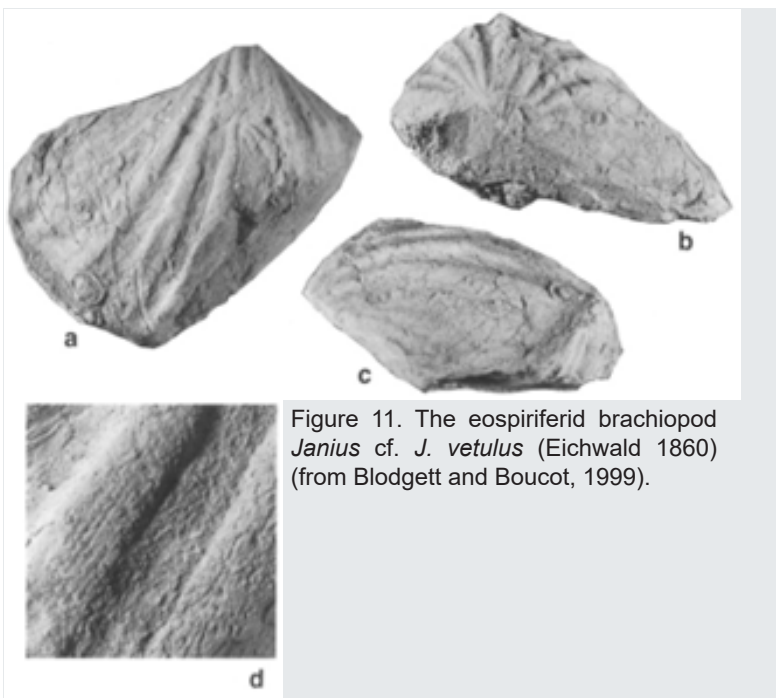 a
b
c
Figure 11. The eospiriferid brachiopod
Janius cf. J. vetulus (Eichwald 1860)
(from Blodgett and Boucot, 1999).
d